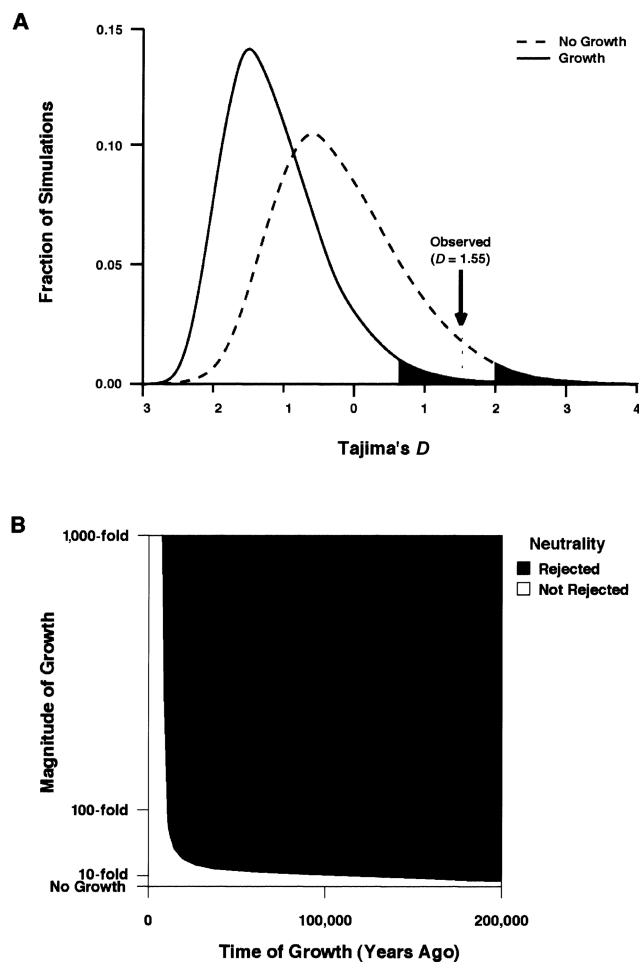 A
0.15
0.10
0.05
0.00
Fraction of Simulations
No Growth
Growth
Observed
(D = 1.55)
3 2 1 0 1 2 3 4
Tajima's D
B
1,000-fold
100-fold
10-fold
No Growth
Magnitude of Growth
Neutrality
Rejected
Not Rejected
0 100,000 200,000
Time of Growth (Years Ago)